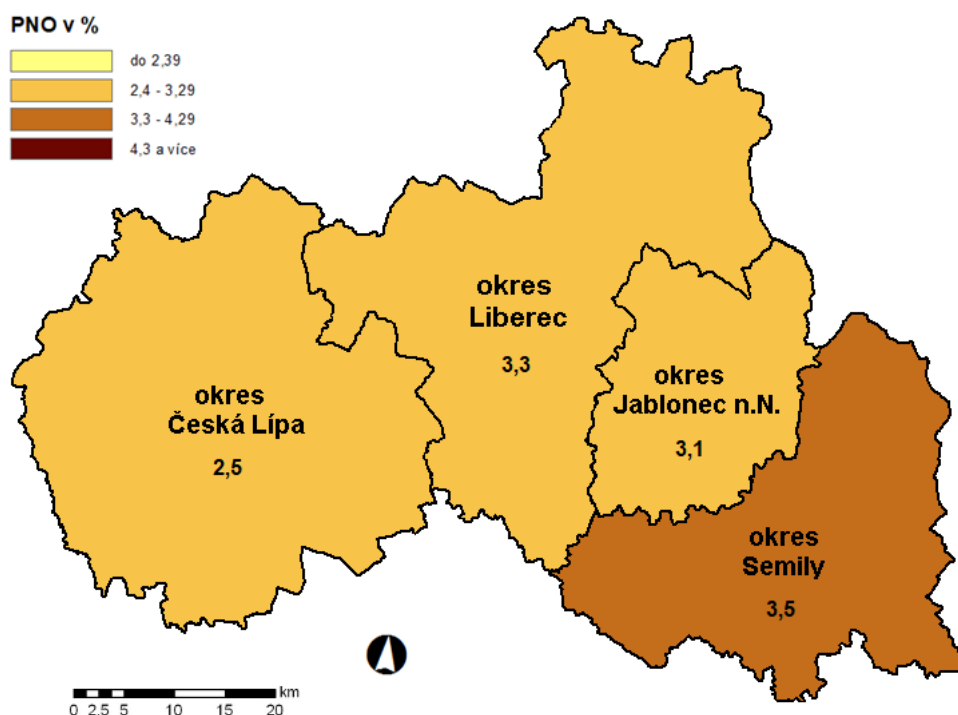 PNO v %
do 2,39
2,4 - 3,29
3,3 - 4,29
4,3 a více
okres
Liberec
3,3
okres
Jablonec n.N.
3,1
okres
Česká Lípa
2,5
okres
Semily
3,5
km
0 2,5 5 10 15 20